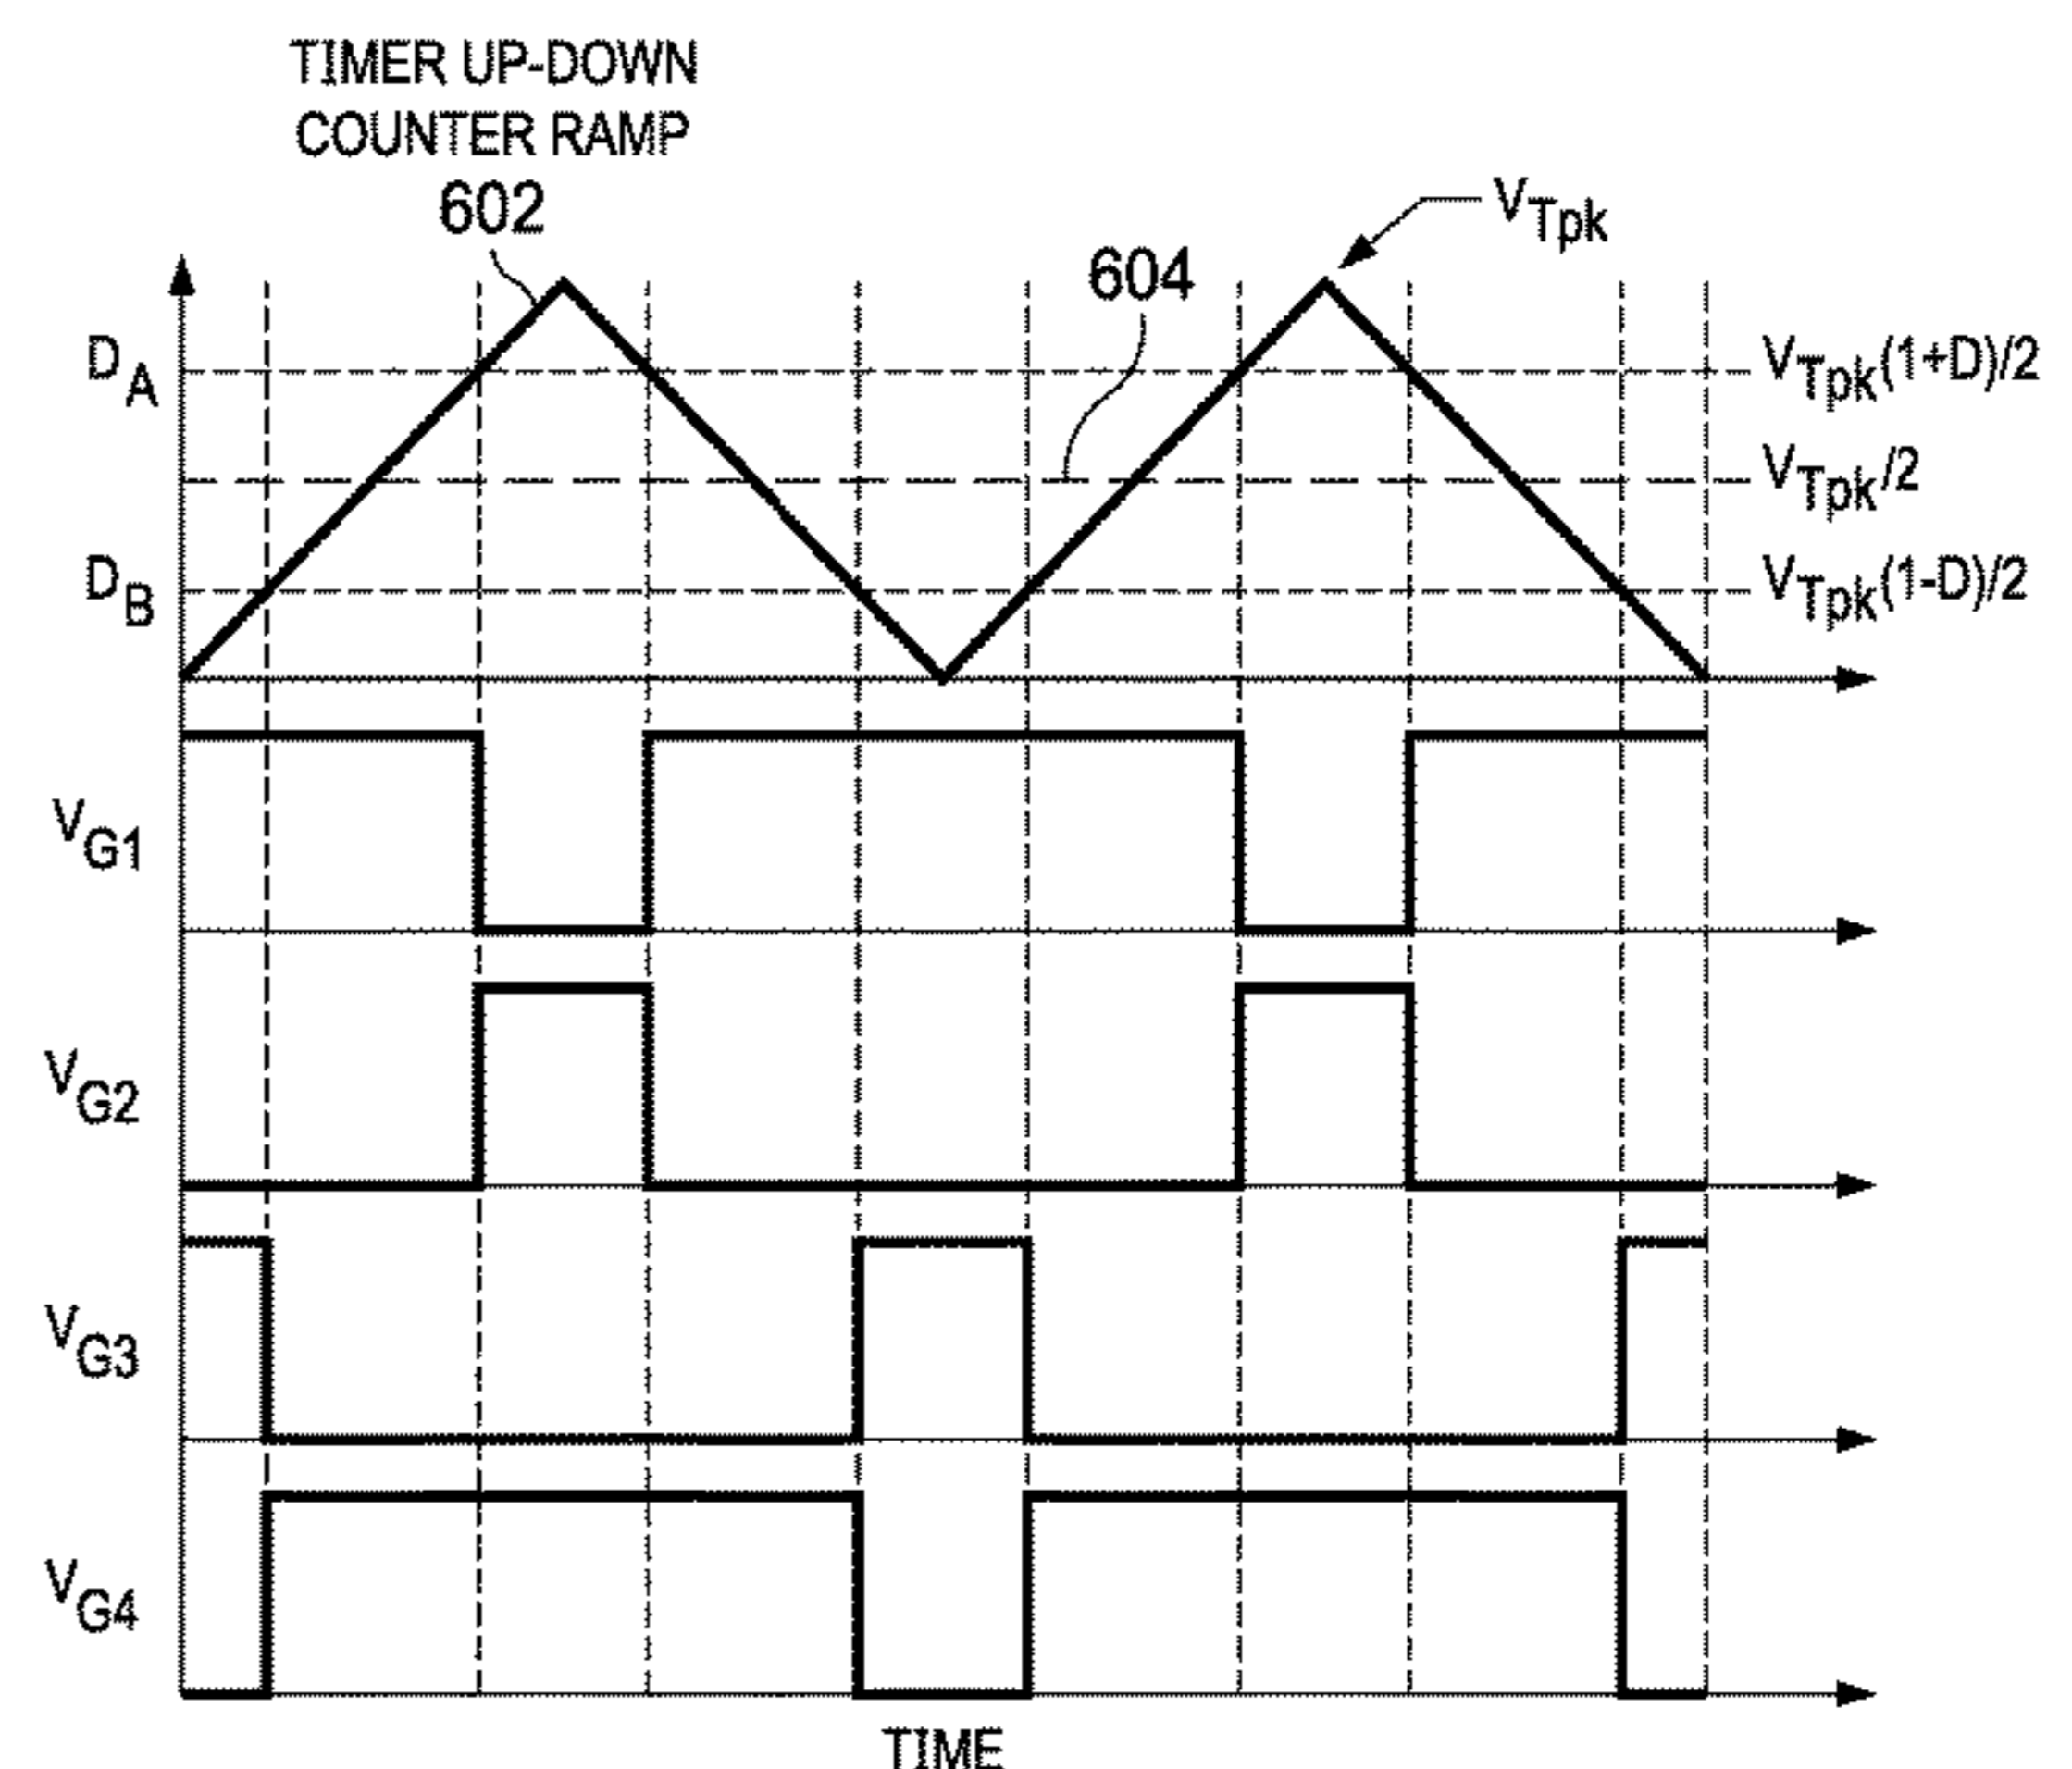 TIMER UP-DOWN
COUNTER RAMP
602
VTpk
604
DA
VTpk(1+D)/2
VTpk/2
DB
VTpk(1-D)/2
VG1
VG2
VG3
VG4
TIME